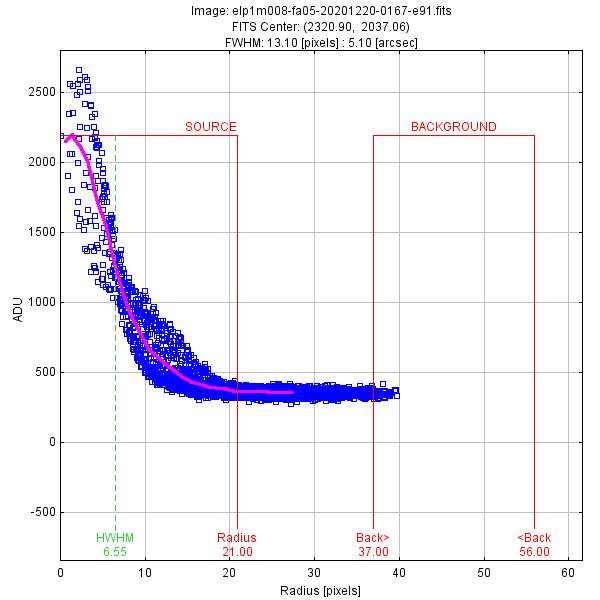 Image: elp1m008-fa05-20201220-0167-e91.fits
FITS Center: (2320.90, 2037.06)
FWHM: 13.10 [pixels] : 5.10 [arcsec]
SOURCE
BACKGROUND
2500
2000
1500
1000
500
0
-500
ADU
HWHM
6.55
Radius
21.00
Back>
37.00
<Back
56.00
0 10 20 30 40 50 60
Radius [pixels]